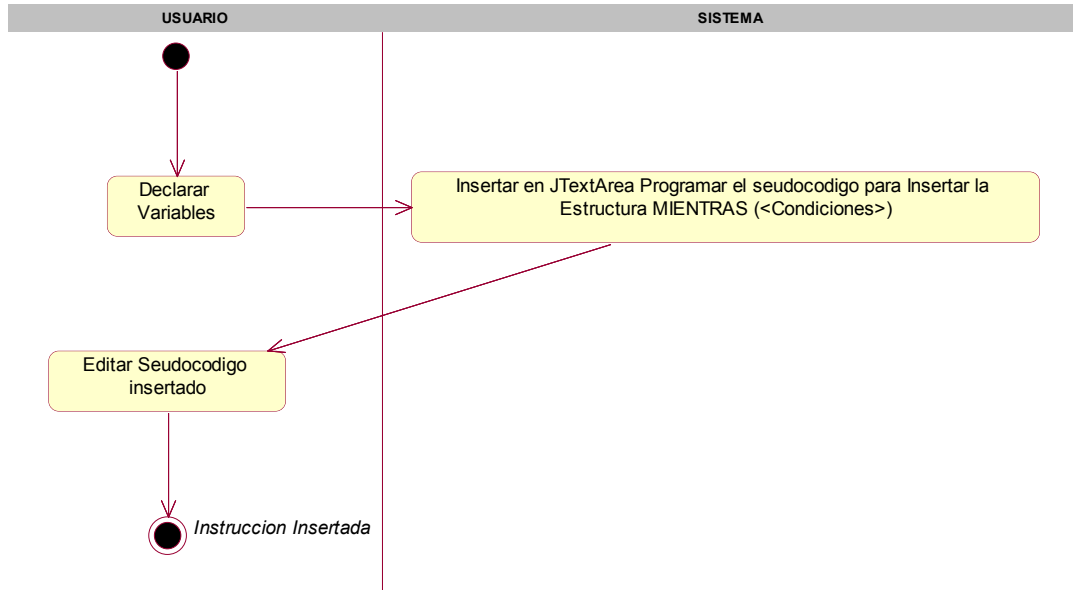 USUARIO
SISTEMA
Declarar
Variables
Insertar en JTextArea Programar el seudocodigo para Insertar la
Estructura MIENTRAS (<Condiciones>)
Editar Seudocodigo
insertado
Instruccion Insertada